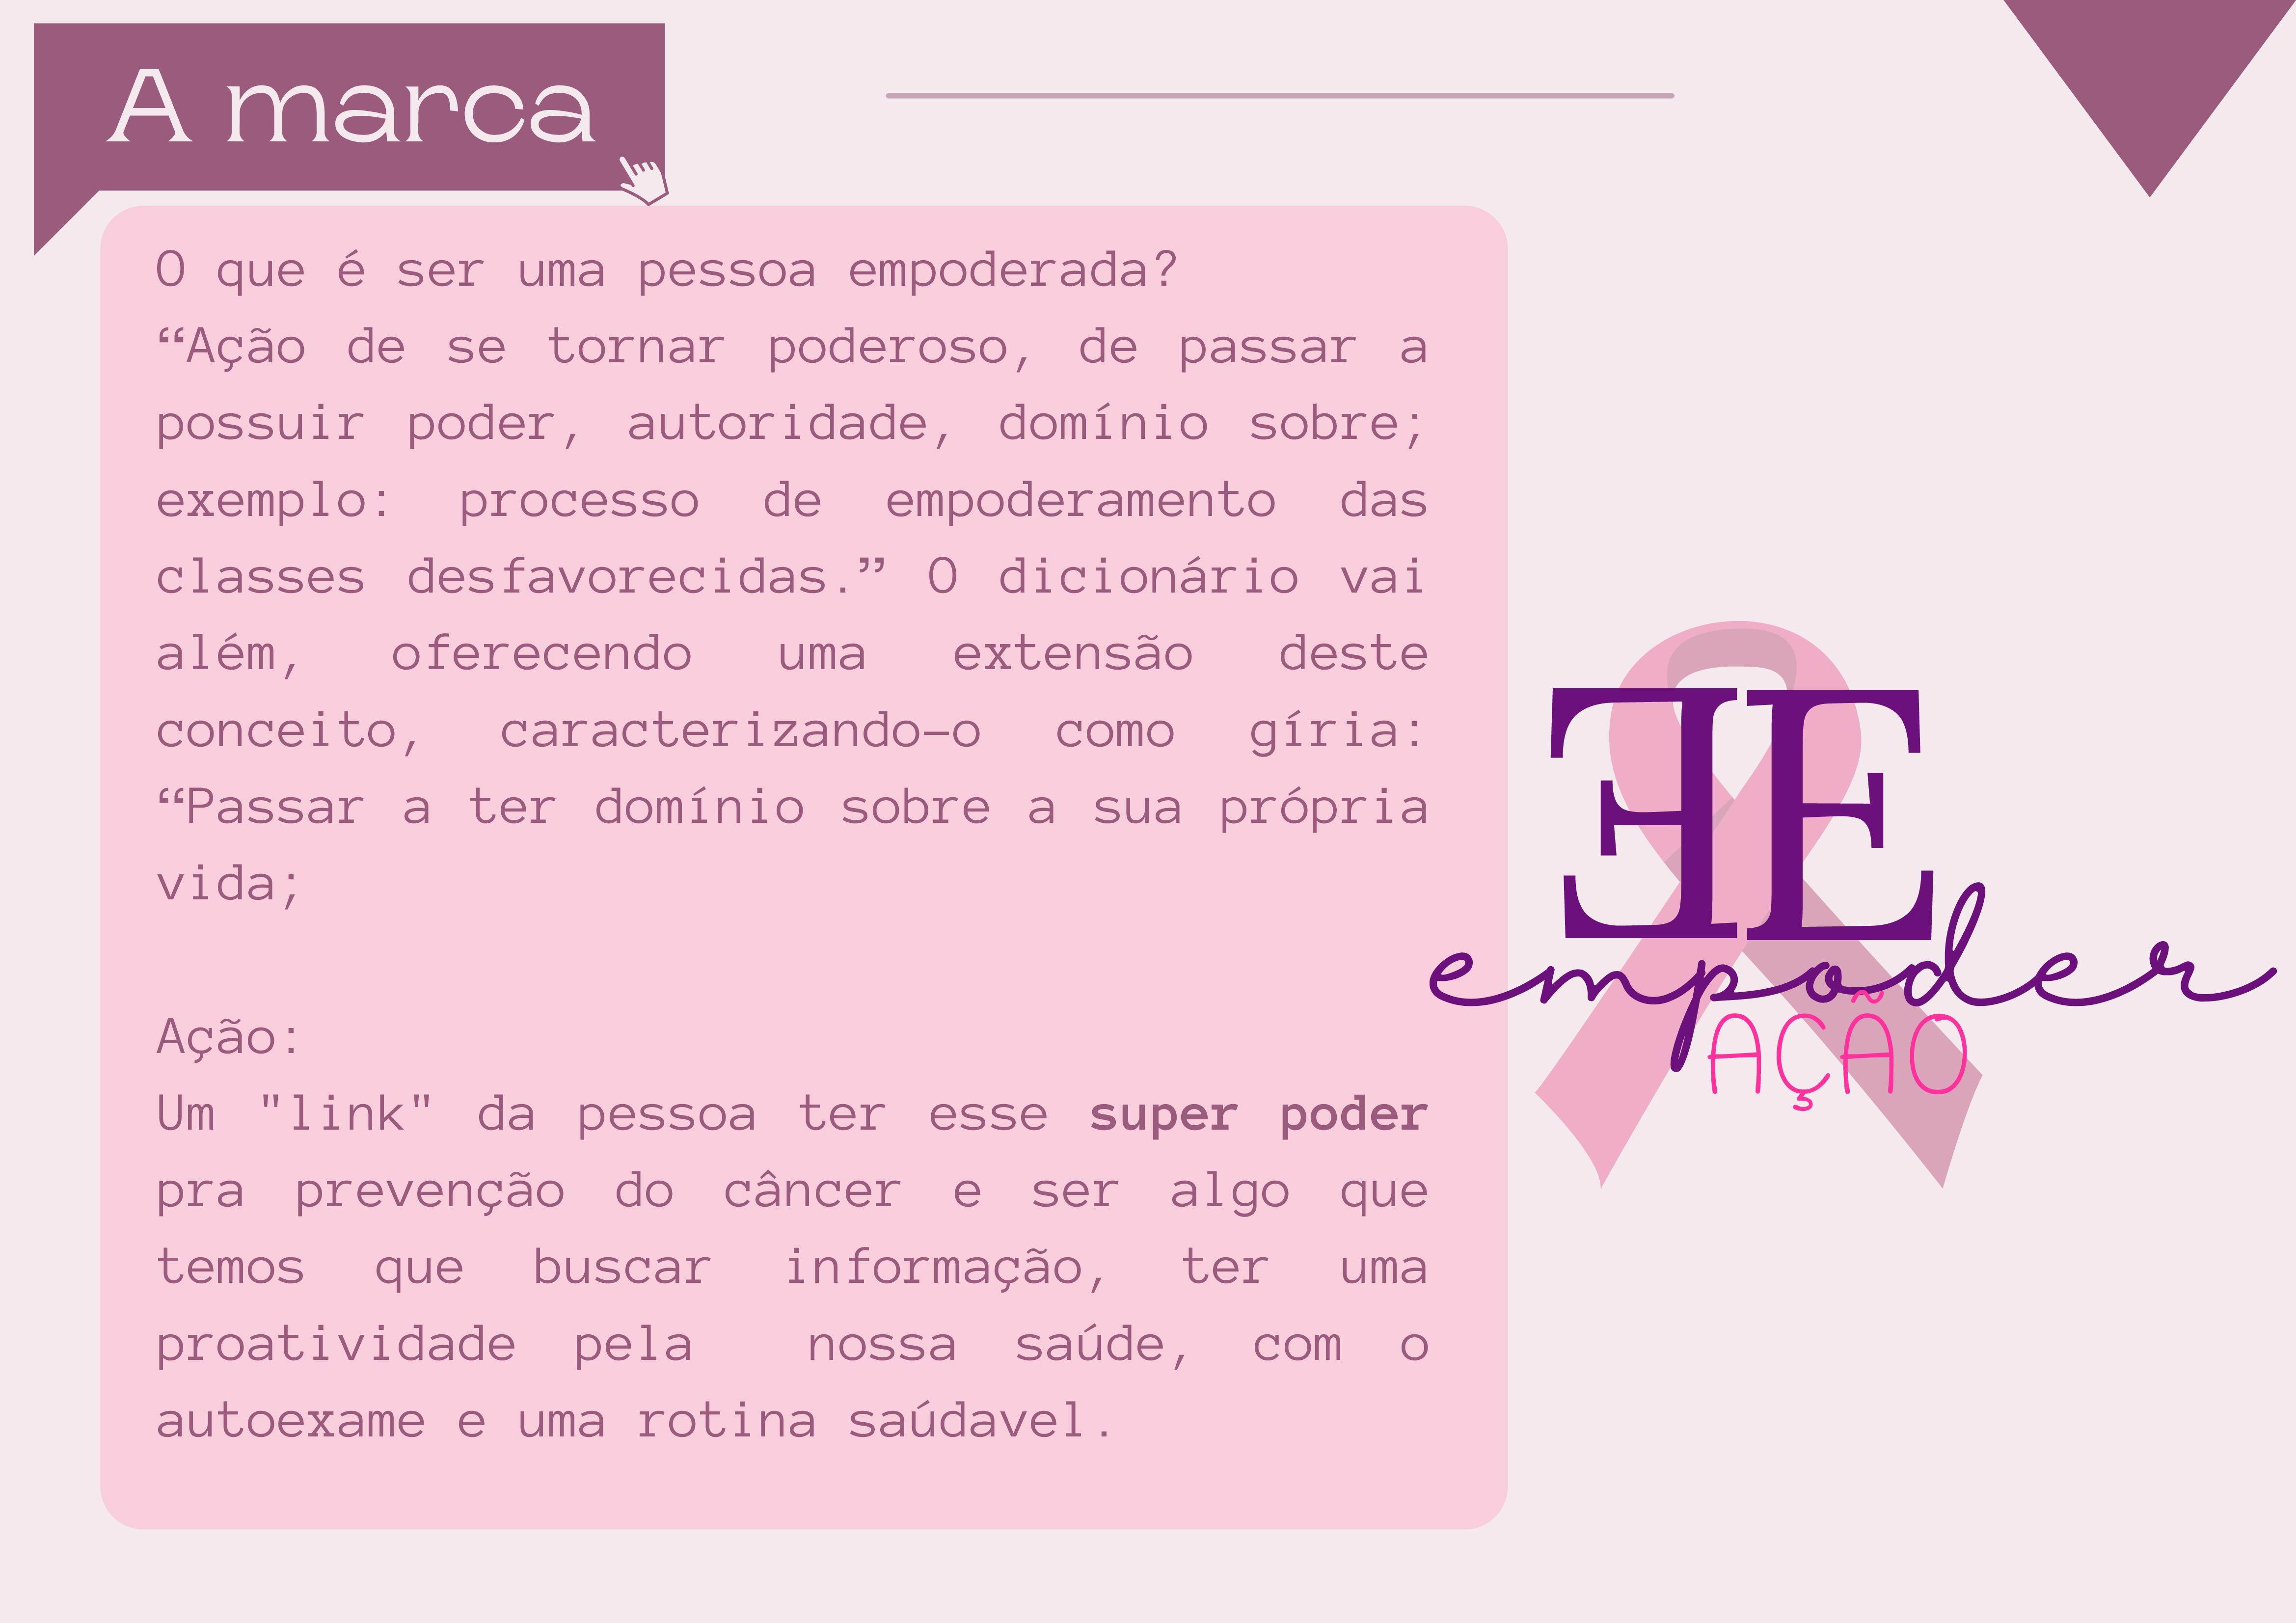 A marca
O que é ser uma pessoa empoderada?
“Ação de se tornar poderoso, de passar a
possuir poder, autoridade, domínio sobre;
exemplo: processo de empoderamento das
classes desfavorecidas.” O dicionário vai
além, oferecendo uma extensão deste
conceito, caracterizando-o como gíria:
“Passar a ter domínio sobre a sua própria
vida;
Ação:
Um "link" da pessoa ter esse super poder
pra prevenção do câncer e ser algo que
temos que buscar informação, ter uma
proatividade pela nossa saúde, com o
autoexame e uma rotina saúdavel.
EE
empoder
AÇÃO